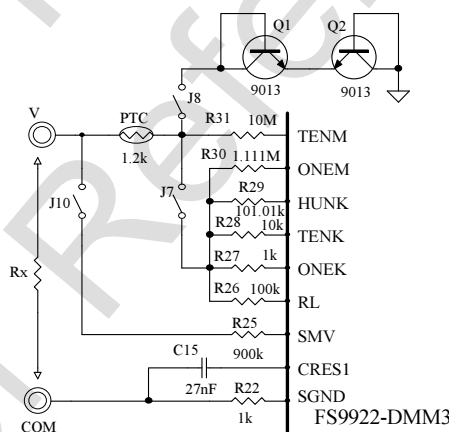 Q1 Q2
9013 9013
V
PTC
1.2k
J8
R31 10M TENM
R30 1.111M ONEM
J7
R29 HUNK
101.01k
R28 10k TENK
J10
R27 1k ONEK
Rx
R26 100k RL
R25 SMV
900k
C15 CRES1
27nF
R22 SGND
1k
COM
FS9922-DMM3